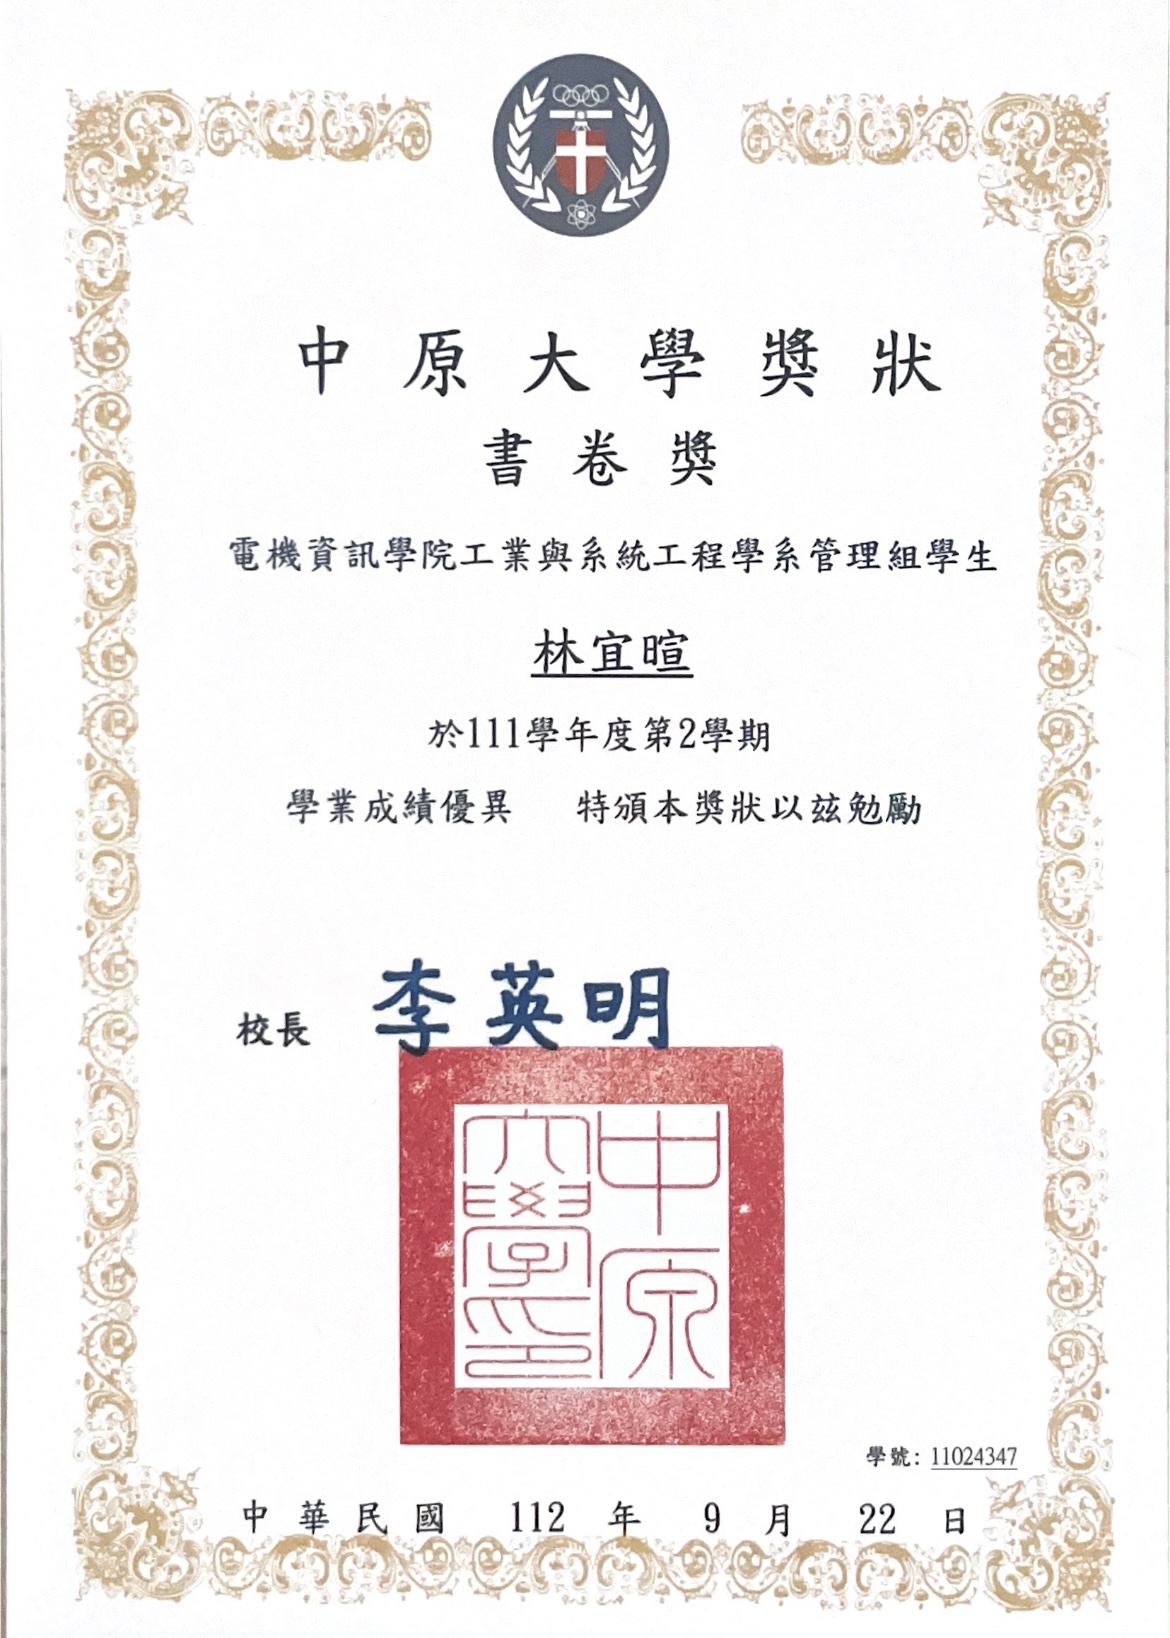 中原大學獎狀
書卷獎
電機資訊學院工業與系統工程學系管理組學生
林宜暄
於111學年度第2學期
學業成績優異 特頒本獎狀以茲勉勵
校長 李英明
中原
大學印
學號：11024347
中華民國 112 年 9 月 22 日